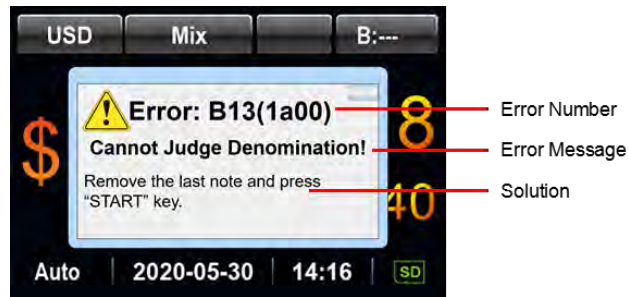 USD Mix B:---
Error: B13(1a00)
Error Number
Cannot Judge Denomination!
Error Message
Remove the last note and press
"START" key.
Solution
$ 8
40
Auto 2020-05-30 14:16 SD